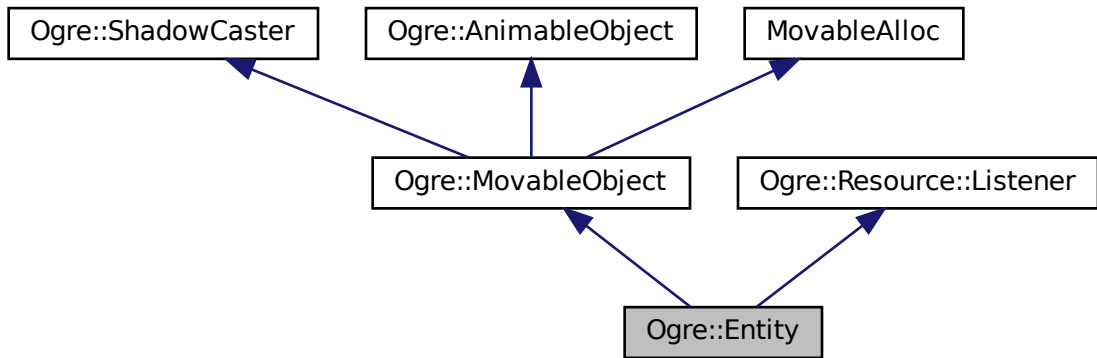 Ogre::ShadowCaster
Ogre::AnimableObject
MovableAlloc
Ogre::MovableObject
Ogre::Resource::Listener
Ogre::Entity